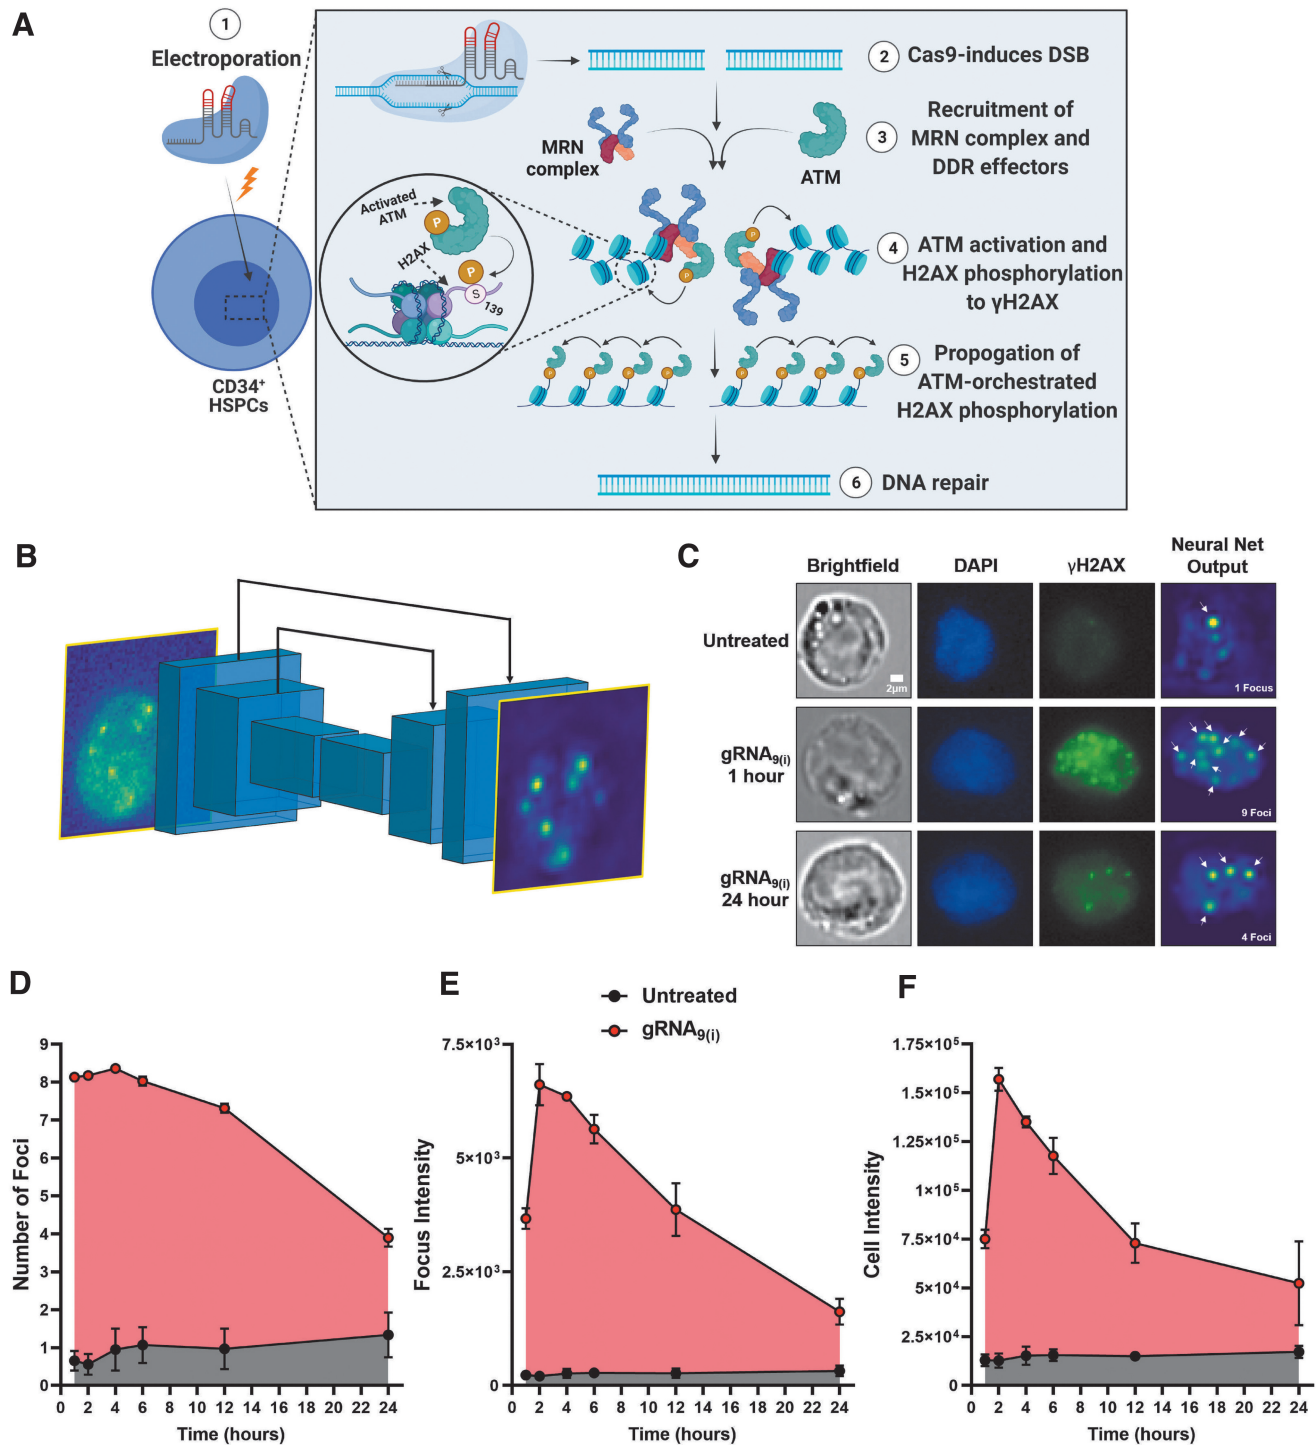 A
1
Electroporation
CD34⁺
HSPCs
2 Cas9-induces DSB
MRN
complex
ATM
3
Recruitment of
MRN complex and
DDR effectors
Activated
ATM
P
H2AX
P
S
139
P
P
4
ATM activation and
H2AX phosphorylation
to γH2AX
P P P P
P P P P
5
Propogation of
ATM-orchestrated
H2AX phosphorylation
6 DNA repair
B
C
Brightfield DAPI γH2AX Neural Net
Output
Untreated
2μm
1 Focus
gRNA9(i)
1 hour
9 Foci
gRNA9(i)
24 hour
4 Foci
D
Number of Foci
9
8
7
6
5
4
3
2
1
0
0 2 4 6 8 10 12 14 16 18 20 22 24
Time (hours)
E
Untreated
gRNA9(i)
Focus Intensity
7.5×10³
5×10³
2.5×10³
0
0 2 4 6 8 10 12 14 16 18 20 22 24
Time (hours)
F
Cell Intensity
1.75×10⁵
1.5×10⁵
1.25×10⁵
1×10⁵
7.5×10⁴
5×10⁴
2.5×10⁴
0
0 2 4 6 8 10 12 14 16 18 20 22 24
Time (hours)